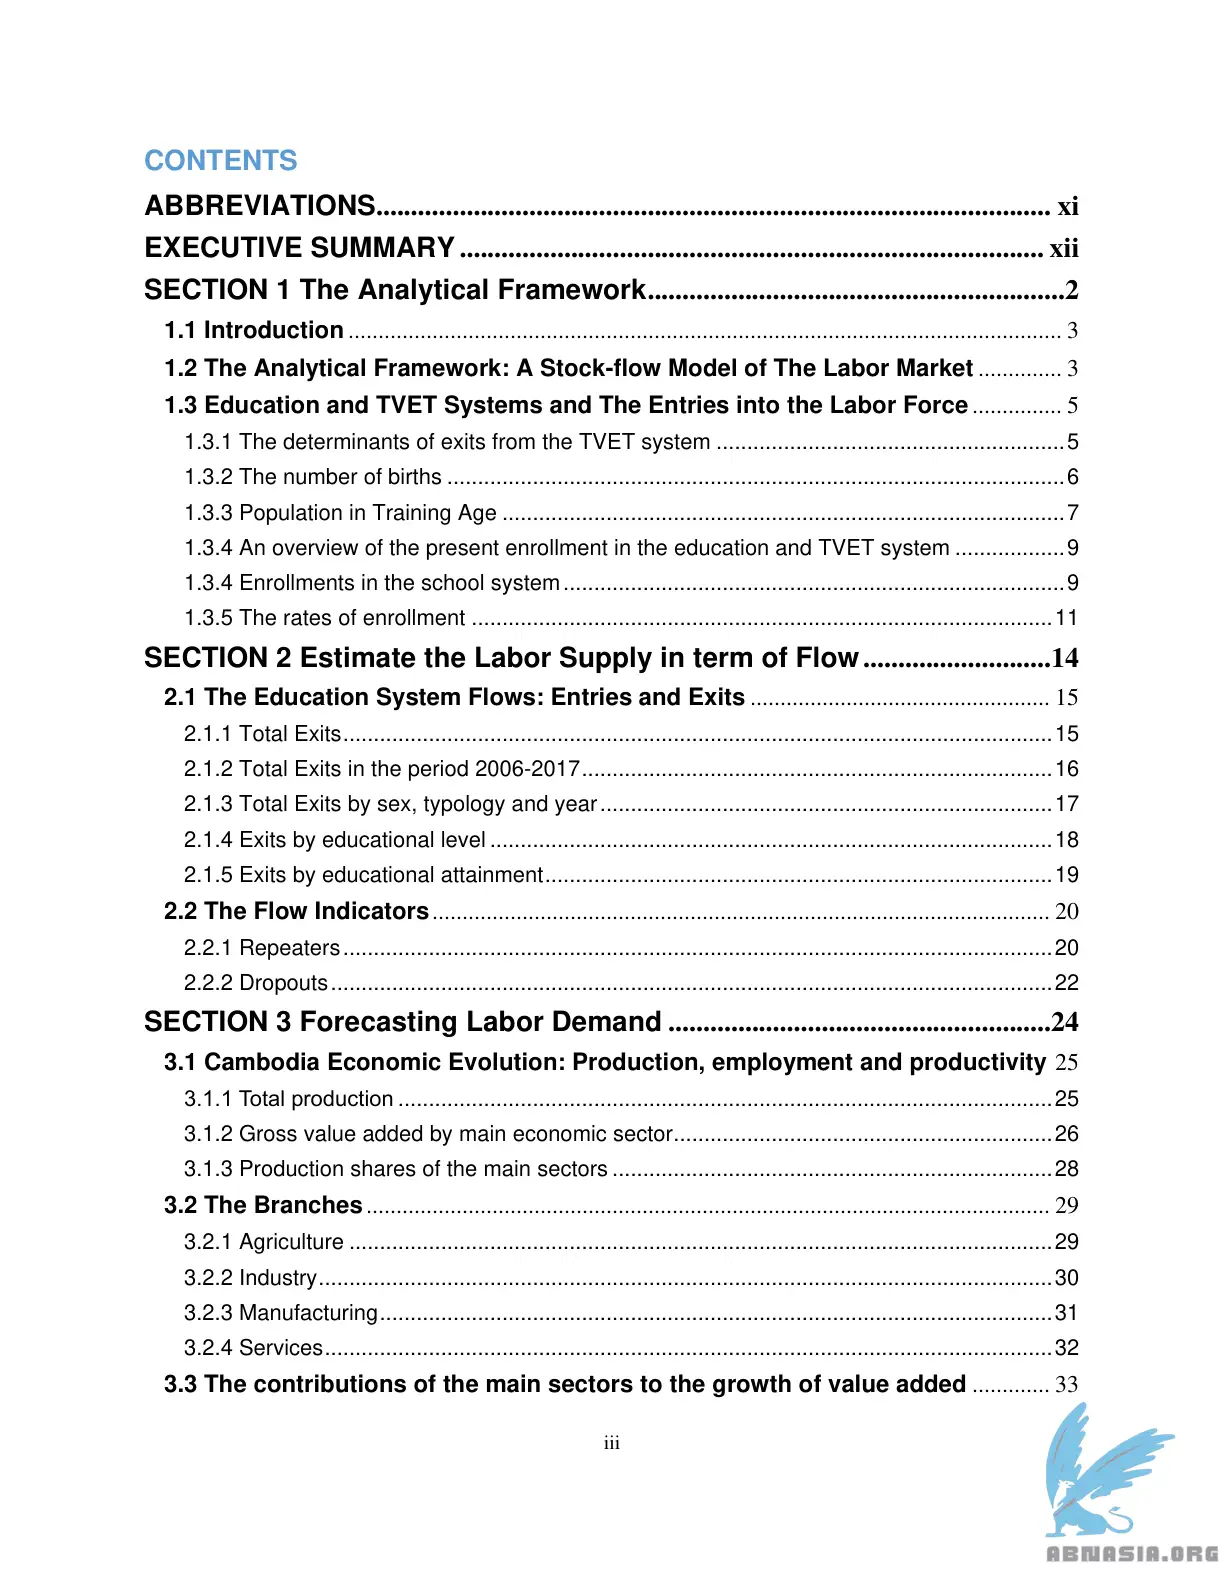 CONTENTS
ABBREVIATIONS.................................................................................................. xi
EXECUTIVE SUMMARY..................................................................................... xii
SECTION 1 The Analytical Framework............................................................2
1.1 Introduction ....................................................................................................................... 3
1.2 The Analytical Framework: A Stock-flow Model of The Labor Market .............. 3
1.3 Education and TVET Systems and The Entries into the Labor Force ............... 5
1.3.1 The determinants of exits from the TVET system .........................................................5
1.3.2 The number of births .....................................................................................................6
1.3.3 Population in Training Age ............................................................................................7
1.3.4 An overview of the present enrollment in the education and TVET system ..................9
1.3.4 Enrollments in the school system..................................................................................9
1.3.5 The rates of enrollment ...............................................................................................11
SECTION 2 Estimate the Labor Supply in term of Flow...........................14
2.1 The Education System Flows: Entries and Exits .................................................. 15
2.1.1 Total Exits....................................................................................................................15
2.1.2 Total Exits in the period 2006-2017.............................................................................16
2.1.3 Total Exits by sex, typology and year..........................................................................17
2.1.4 Exits by educational level ............................................................................................18
2.1.5 Exits by educational attainment...................................................................................19
2.2 The Flow Indicators....................................................................................................... 20
2.2.1 Repeaters....................................................................................................................20
2.2.2 Dropouts......................................................................................................................22
SECTION 3 Forecasting Labor Demand .......................................................24
3.1 Cambodia Economic Evolution: Production, employment and productivity 25
3.1.1 Total production ...........................................................................................................25
3.1.2 Gross value added by main economic sector..............................................................26
3.1.3 Production shares of the main sectors ........................................................................28
3.2 The Branches.................................................................................................................. 29
3.2.1 Agriculture ...................................................................................................................29
3.2.2 Industry........................................................................................................................30
3.2.3 Manufacturing..............................................................................................................31
3.2.4 Services.......................................................................................................................32
3.3 The contributions of the main sectors to the growth of value added ............. 33
iii
ABNASIA.ORG